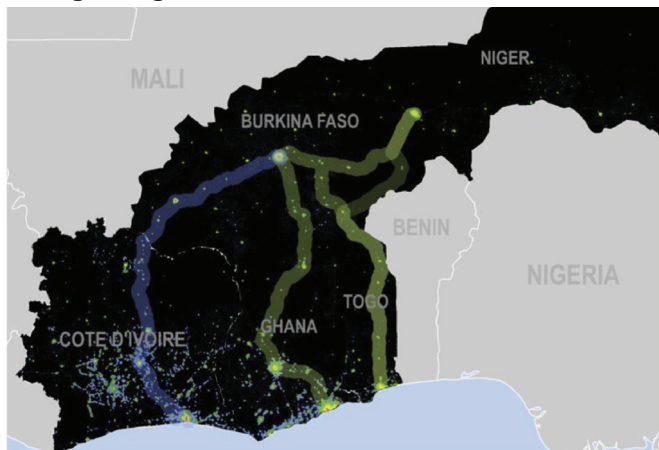 NIGER
MALI
BURKINA FASO
BENIN
NIGERIA
TOGO
GHANA
COTE D'IVOIRE